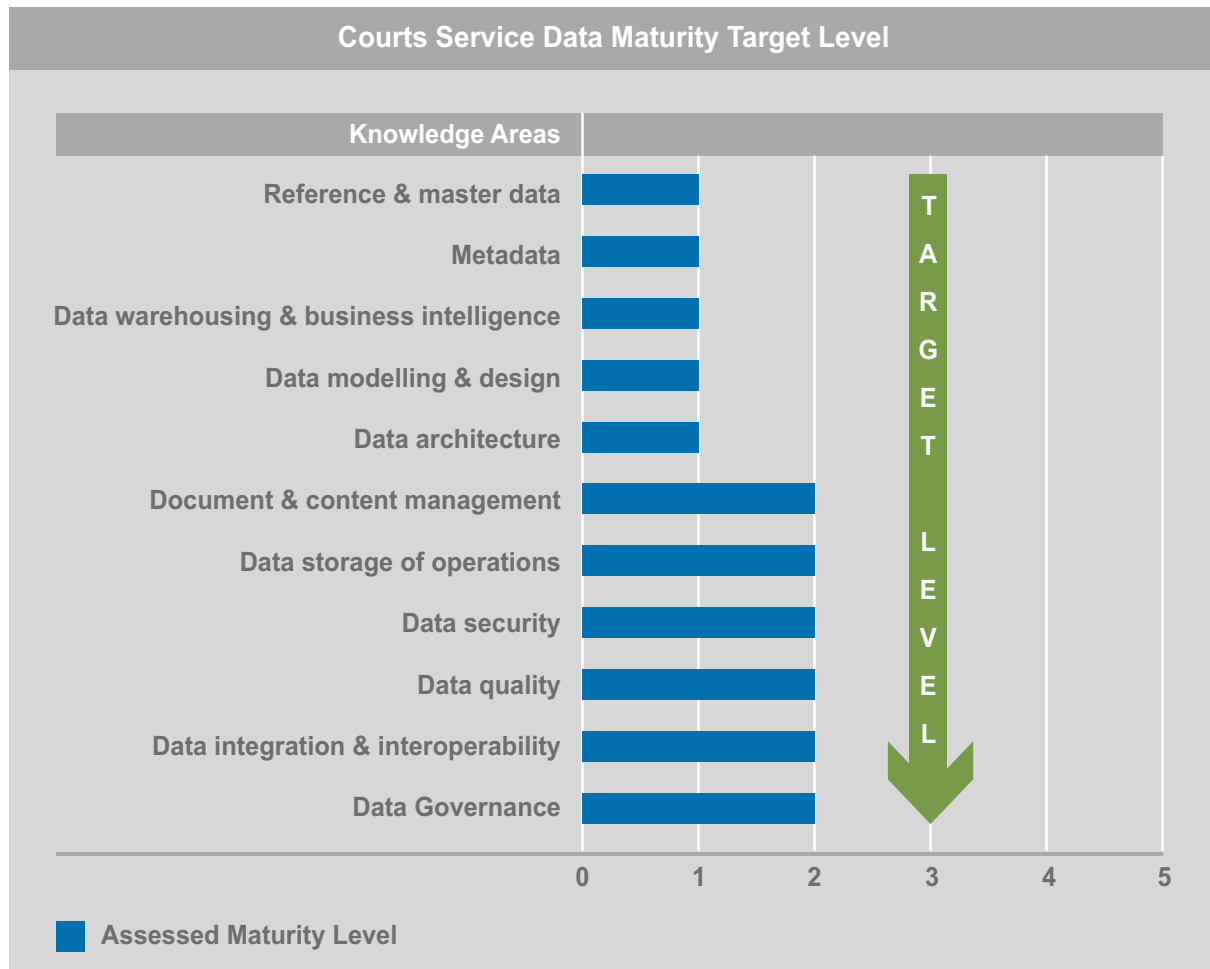 Courts Service Data Maturity Target Level
Knowledge Areas
Reference & master data
Metadata
Data warehousing & business intelligence
Data modelling & design
Data architecture
Document & content management
Data storage of operations
Data security
Data quality
Data integration & interoperability
Data Governance
TARGET LEVEL
0 1 2 3 4 5
Assessed Maturity Level